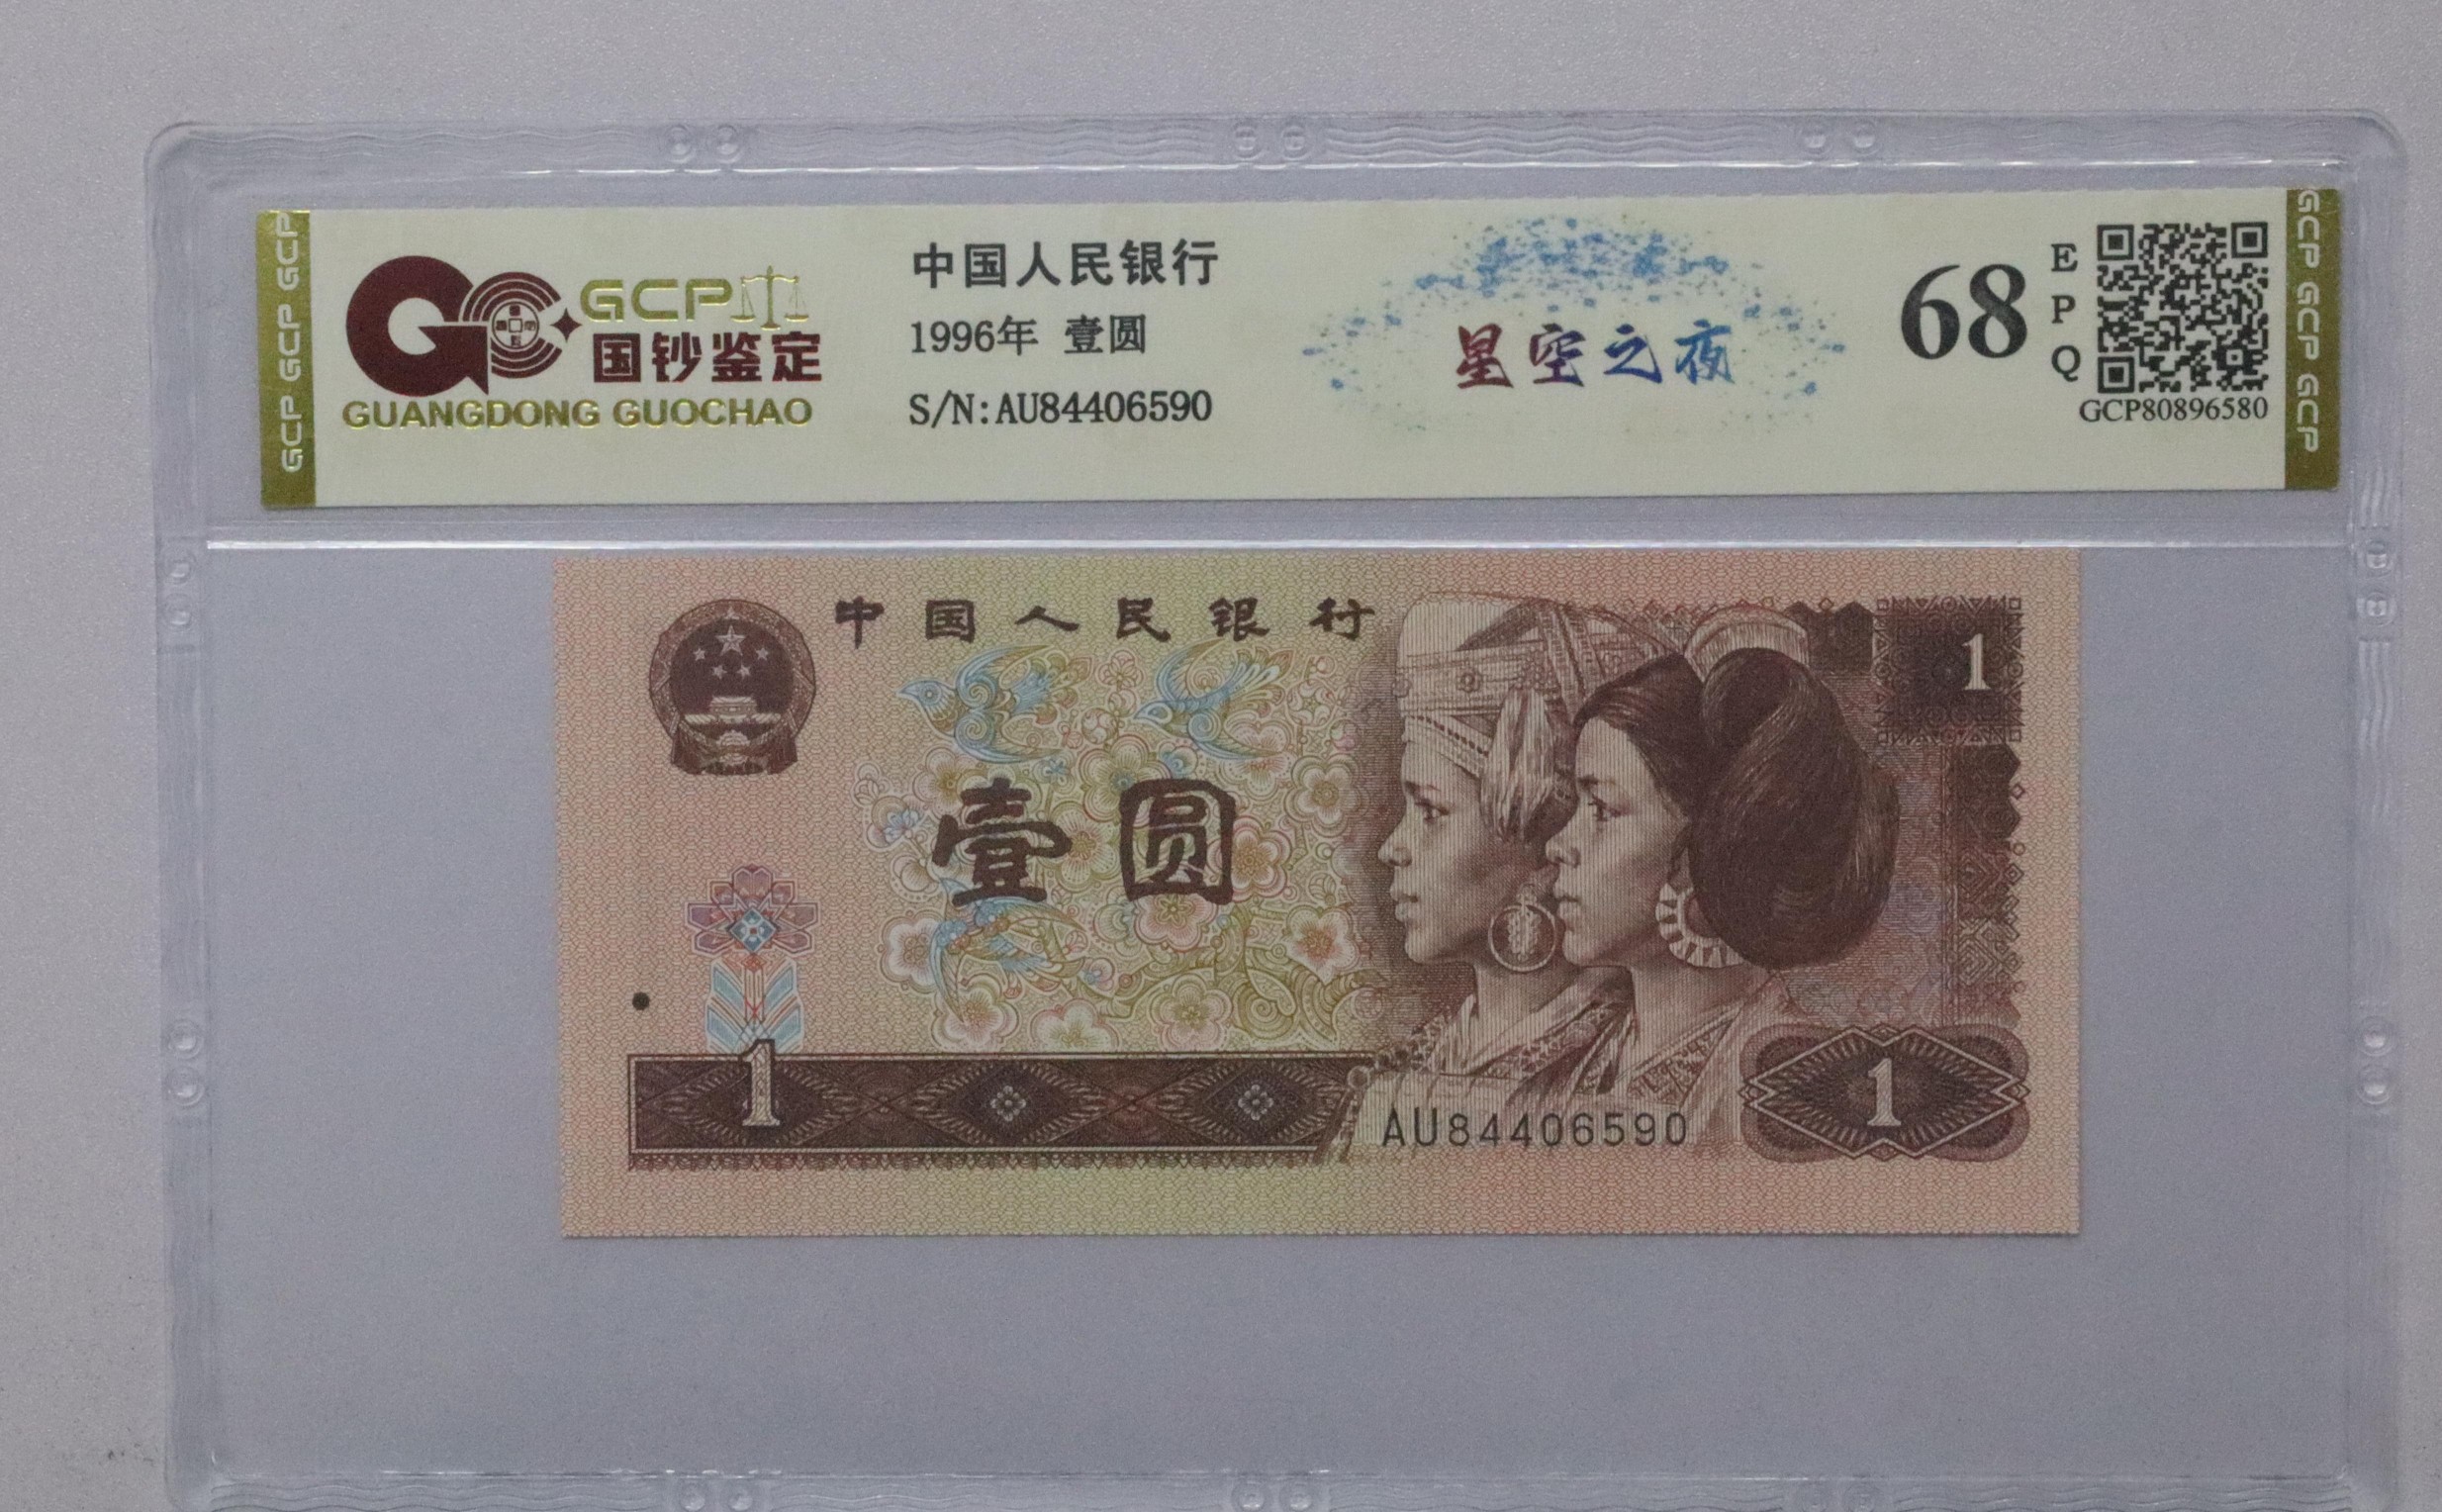 GCP GCP GCP
GCP
国钞鉴定
GUANGDONG GUOCHAO
中国人民银行
1996年 壹圆
S/N:AU84406590
星空之夜
68
E
P
Q
GCP80896580
GCP GCP GCP
中国人民银行
1
壹圆
1
AU84406590
1